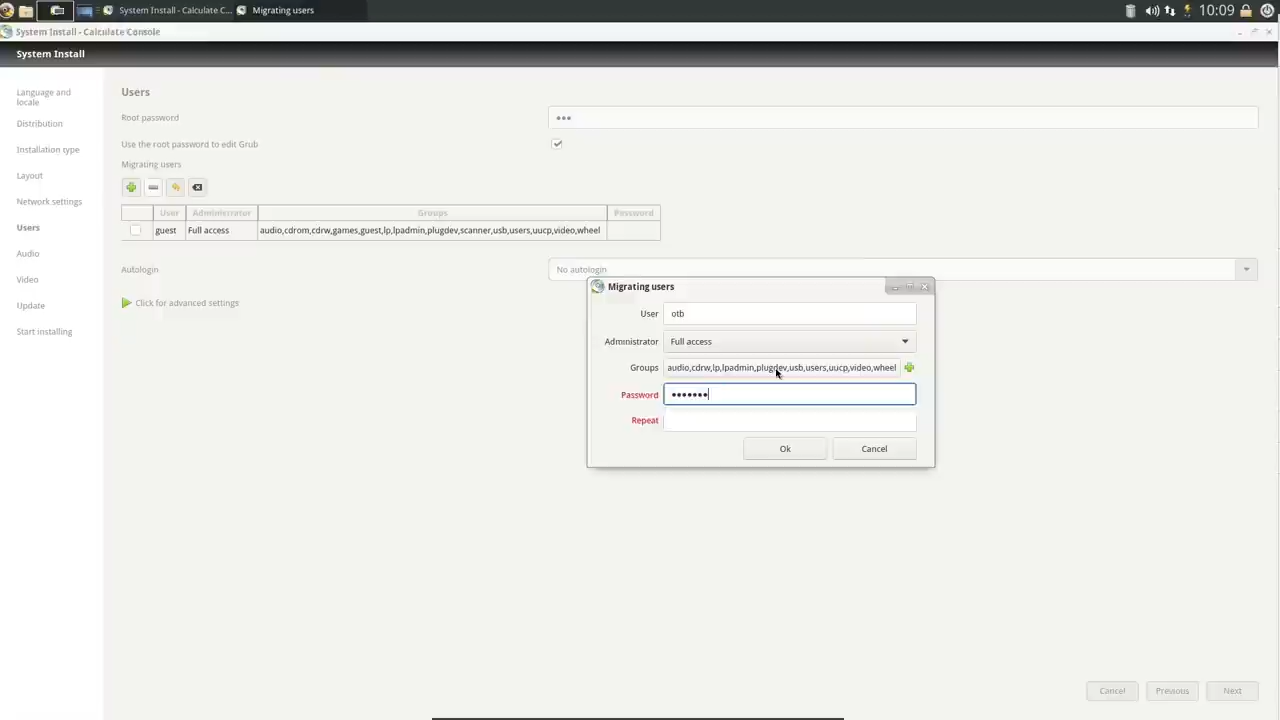 System Install - Calculate C...
Migrating users
10:09
System Install - Calculate Console
System Install
Language and
locale
Distribution
Installation type
Layout
Network settings
Users
Audio
Video
Update
Start installing
Users
Root password
•••
Use the root password to edit Grub
Migrating users
User Administrator Groups Password
guest Full access audio,cdrom,cdrw,games,guest,lp,lpadmin,plugdev,scanner,usb,users,uucp,video,wheel
Autologin
No autologin
Click for advanced settings
Migrating users
User otb
Administrator Full access
Groups audio,cdrw,lp,lpadmin,plugdev,usb,users,uucp,video,wheel
Password •••••••
Repeat
Ok Cancel
Cancel Previous Next